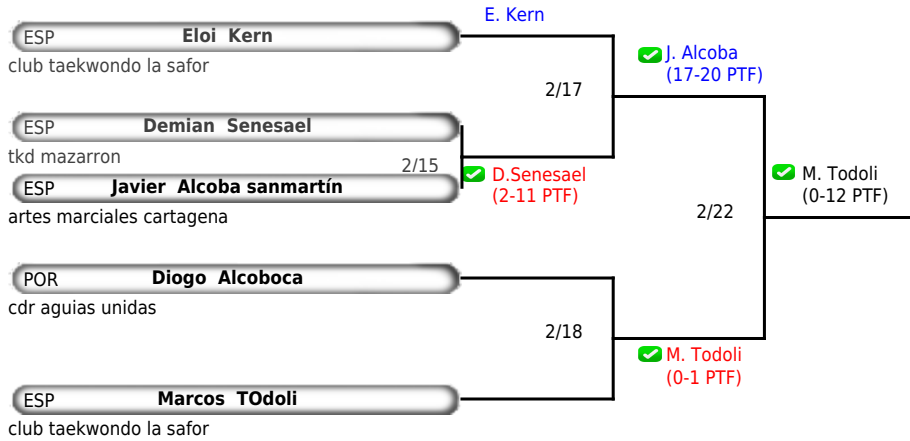 E. Kern
ESP Eloi Kern
club taekwondo la safor
J. Alcoba
(17-20 PTF)
2/17
ESP Demian Senesael
tkd mazarron
2/15
D.Senesael
(2-11 PTF)
ESP Javier Alcoba sanmartín
artes marciales cartagena
M. Todoli
(0-12 PTF)
2/22
POR Diogo Alcoboca
cdr aguias unidas
2/18
M. Todoli
(0-1 PTF)
ESP Marcos TOdoli
club taekwondo la safor